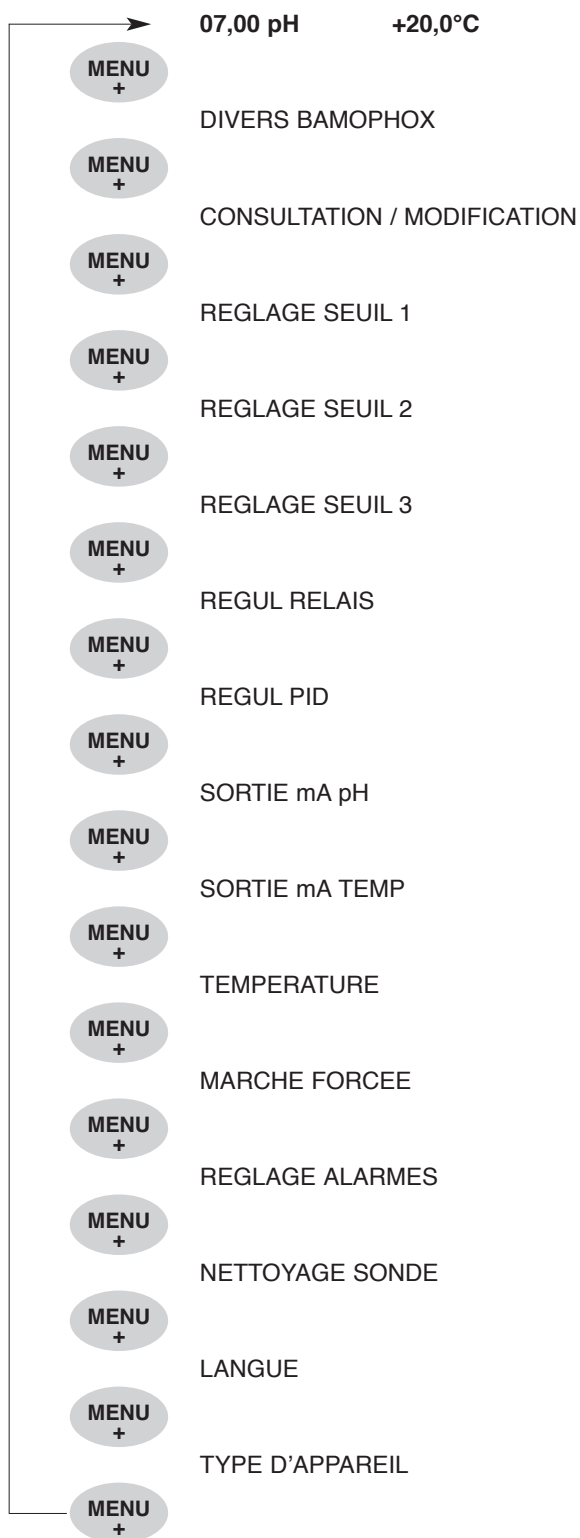 07,00 pH +20,0°C
MENU
+
DIVERS BAMOPHOX
MENU
+
CONSULTATION / MODIFICATION
MENU
+
REGLAGE SEUIL 1
MENU
+
REGLAGE SEUIL 2
MENU
+
REGLAGE SEUIL 3
MENU
+
REGUL RELAIS
MENU
+
REGUL PID
MENU
+
SORTIE mA pH
MENU
+
SORTIE mA TEMP
MENU
+
TEMPERATURE
MENU
+
MARCHE FORCEE
MENU
+
REGLAGE ALARMES
MENU
+
NETTOYAGE SONDE
MENU
+
LANGUE
MENU
+
TYPE D'APPAREIL
MENU
+